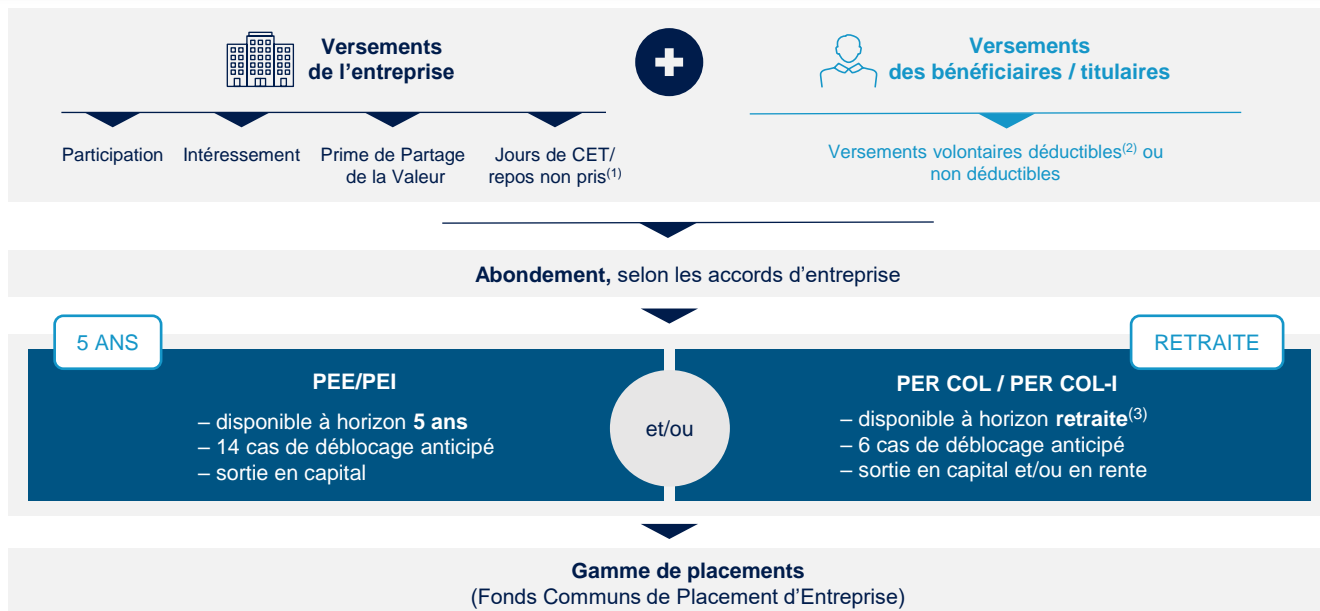 Versements
de l’entreprise
Versements
des bénéficiaires / titulaires
Participation
Intéressement
Prime de Partage
de la Valeur
Jours de CET/
repos non pris(1)
Versements volontaires déductibles(2) ou
non déductibles
Abondement, selon les accords d’entreprise
5 ANS
PEE/PEI
– disponible à horizon 5 ans
– 14 cas de déblocage anticipé
– sortie en capital
et/ou
RETRAITE
PER COL / PER COL-I
– disponible à horizon retraite(3)
– 6 cas de déblocage anticipé
– sortie en capital et/ou en rente
Gamme de placements
(Fonds Communs de Placement d’Entreprise)